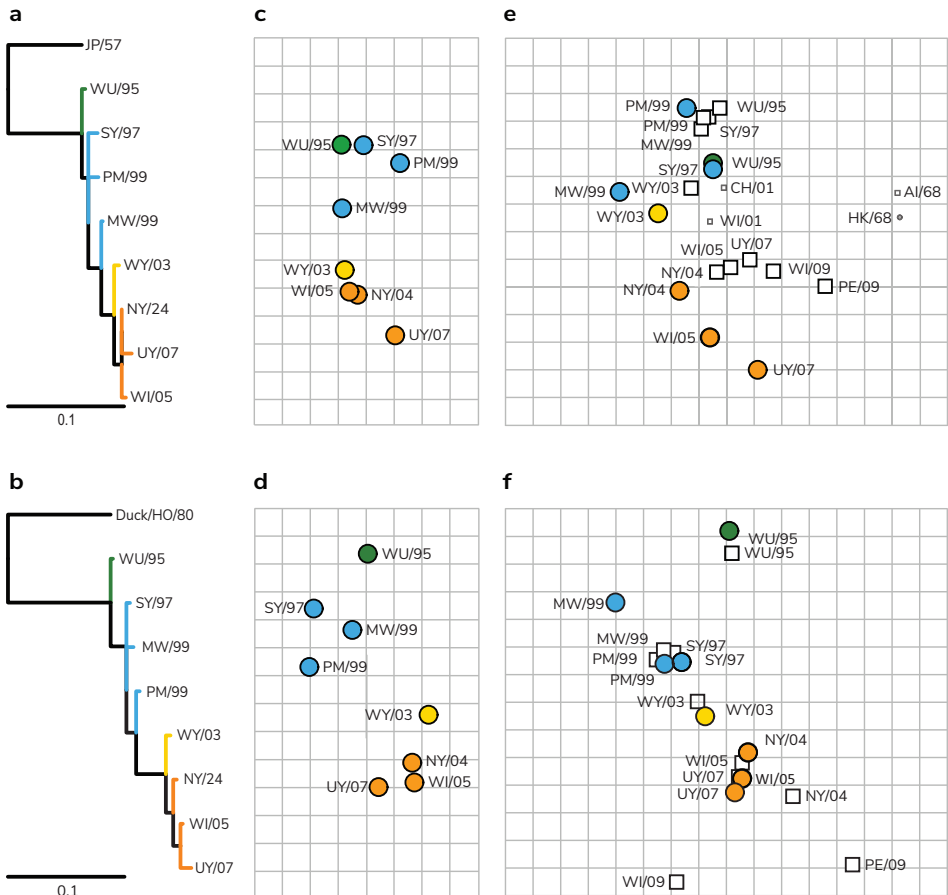 a
JP/57
WU/95
SY/97
PM/99
MW/99
WY/03
NY/24
UY/07
WI/05
0.1
c
WU/95
SY/97
PM/99
MW/99
WY/03
WI/05
NY/04
UY/07
e
PM/99
WU/95
PM/99
SY/97
MW/99
WU/95
SY/97
MW/99
WY/03
CH/01
AI/68
WY/03
WI/01
HK/68
WI/05
UY/07
NY/04
WI/09
NY/04
PE/09
WI/05
UY/07
b
Duck/HO/80
WU/95
SY/97
MW/99
PM/99
WY/03
NY/24
WI/05
UY/07
0.1
d
WU/95
SY/97
MW/99
PM/99
WY/03
NY/04
UY/07
WI/05
f
WU/95
WU/95
MW/99
MW/99
SY/97
PM/99
SY/97
PM/99
WY/03
WY/03
NY/04
WI/05
UY/07
WI/05
UY/07
NY/04
PE/09
WI/09